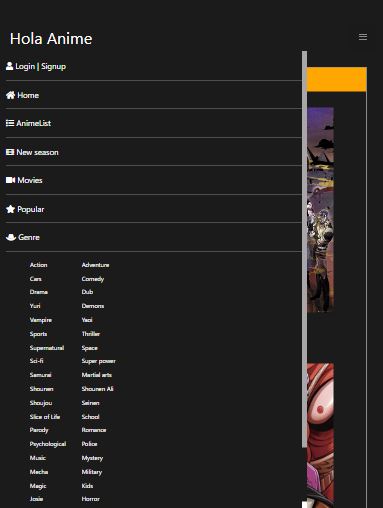 Hola Anime
Login | Signup
Home
AnimeList
New season
Movies
Popular
Genre
Action Adventure
Cars Comedy
Drama Dub
Yuri Demons
Vampire Yaoi
Sports Thriller
Supernatural Space
Sci-fi Super power
Samurai Martial arts
Shounen Shounen Ali
Shoujou Seinen
Slice of Life School
Parody Romance
Psychological Police
Music Mystery
Mecha Military
Magic Kids
Josie Horror